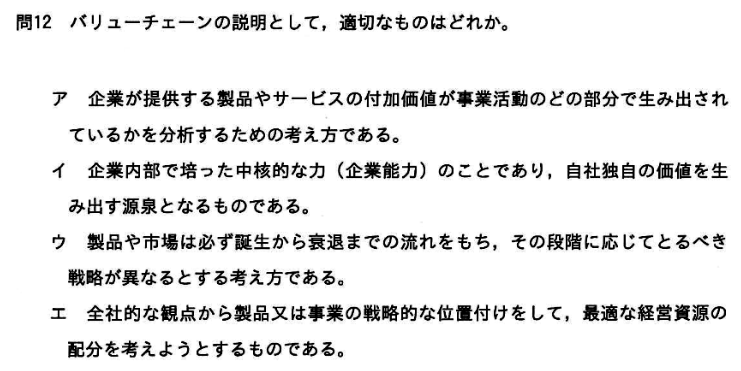 問12 バリューチェーンの説明として，適切なものはどれか。
ア 企業が提供する製品やサービスの付加価値が事業活動のどの部分で生み出され
ているかを分析するための考え方である。
イ 企業内部で培った中核的な力（企業能力）のことであり，自社独自の価値を生
み出す源泉となるものである。
ウ 製品や市場は必ず誕生から衰退までの流れをもち，その段階に応じてとるべき
戦略が異なるとする考え方である。
エ 全社的な観点から製品又は事業の戦略的な位置付けをして，最適な経営資源の
配分を考えようとするものである。